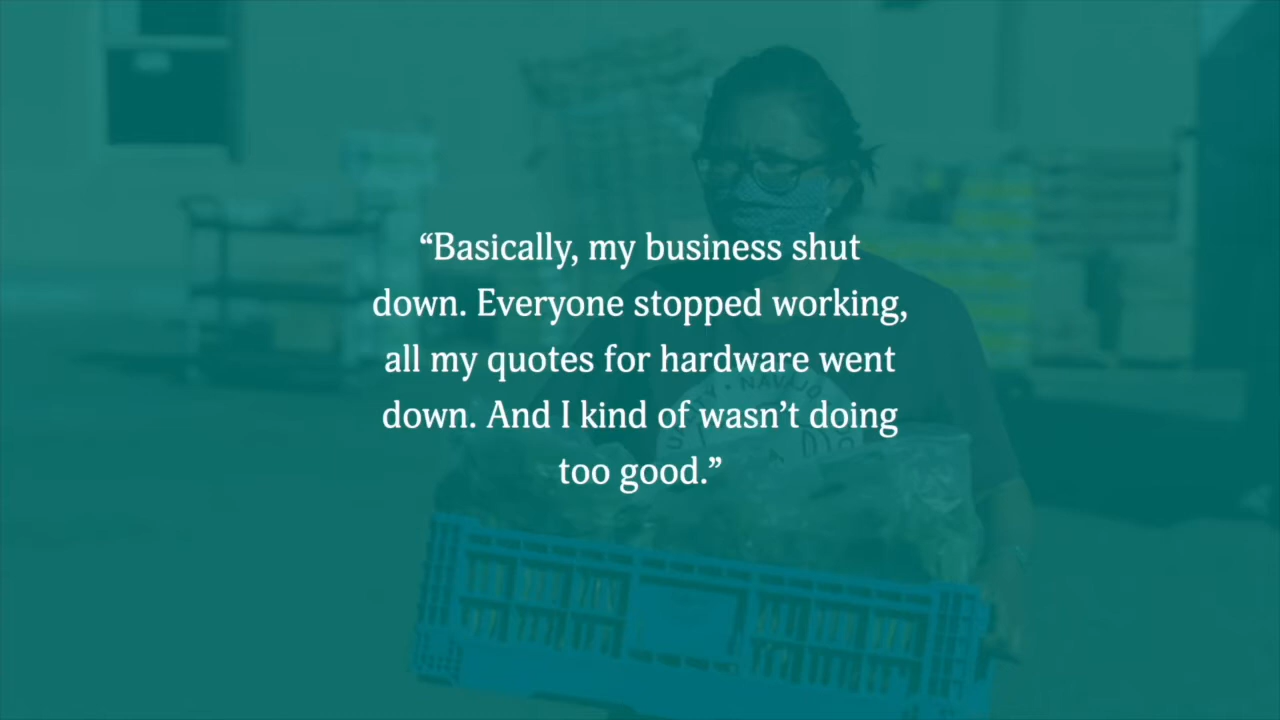 “Basically, my business shut
down. Everyone stopped working,
all my quotes for hardware went
down. And I kind of wasn’t doing
too good.”
NAVAJO